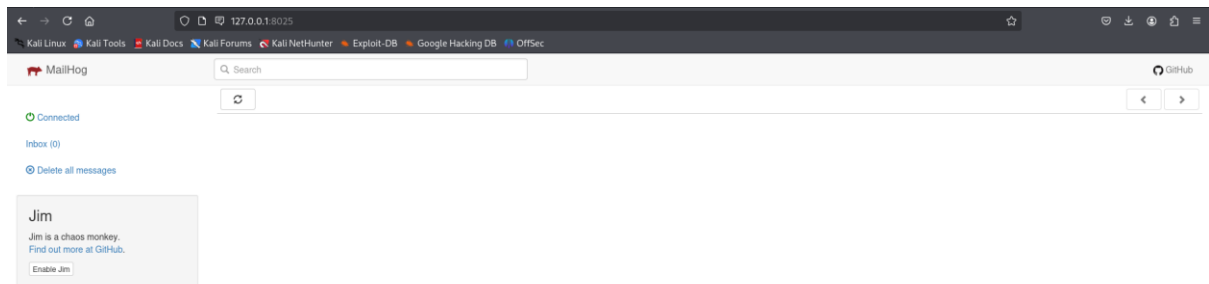 127.0.0.1:8025
Kali Linux Kali Tools Kali Docs Kali Forums Kali NetHunter Exploit-DB Google Hacking DB OffSec
MailHog Search GitHub
Connected
Inbox (0)
Delete all messages
Jim
Jim is a chaos monkey.
Find out more at GitHub.
Enable Jim